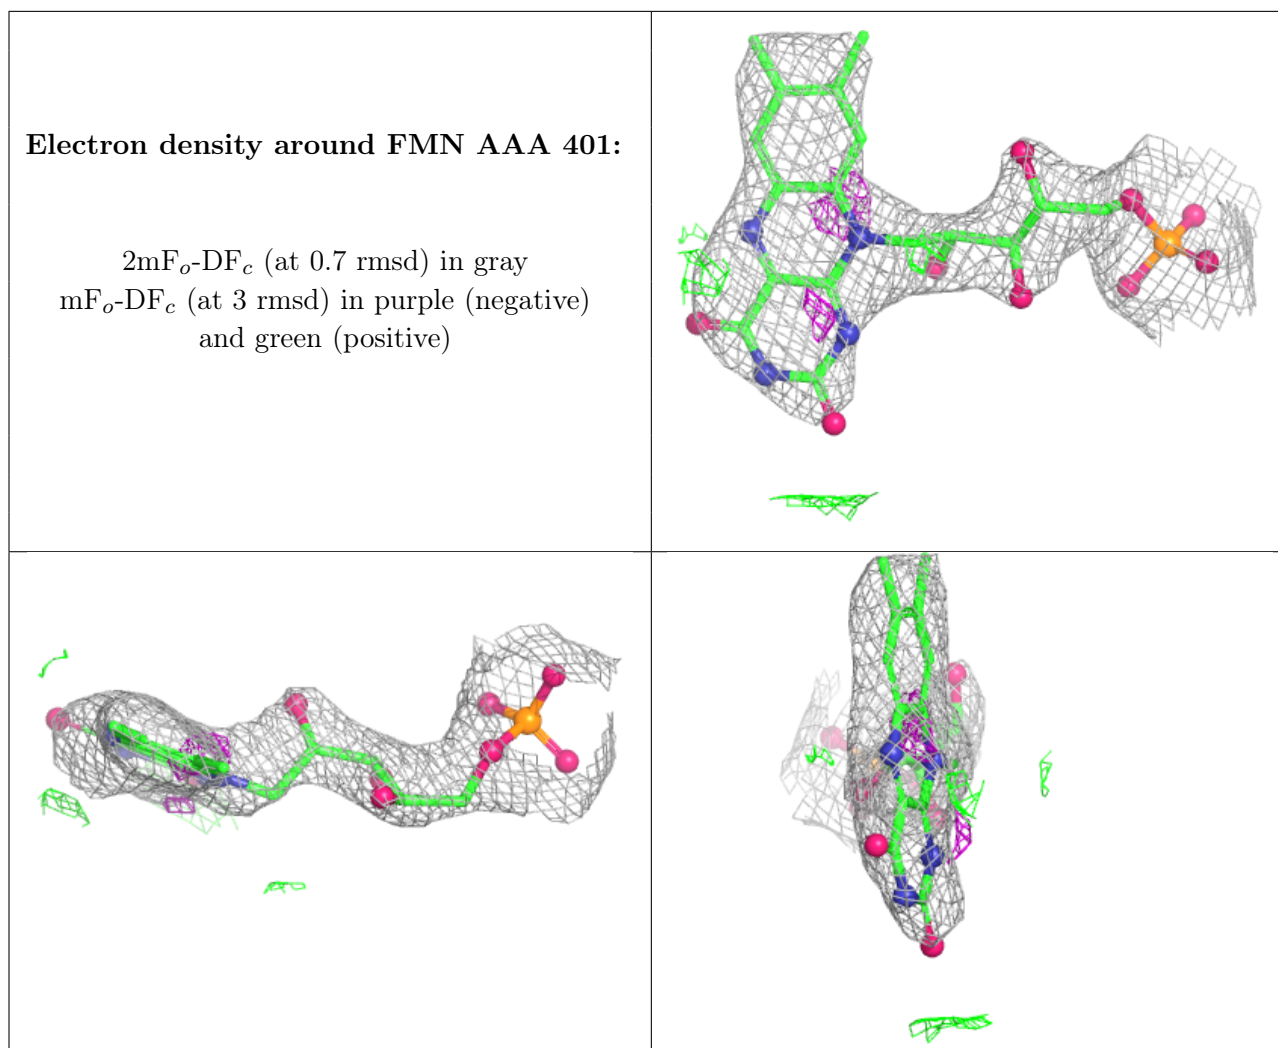 Electron density around FMN AAA 401:
2mFo-DFc (at 0.7 rmsd) in gray
mFo-DFc (at 3 rmsd) in purple (negative)
and green (positive)